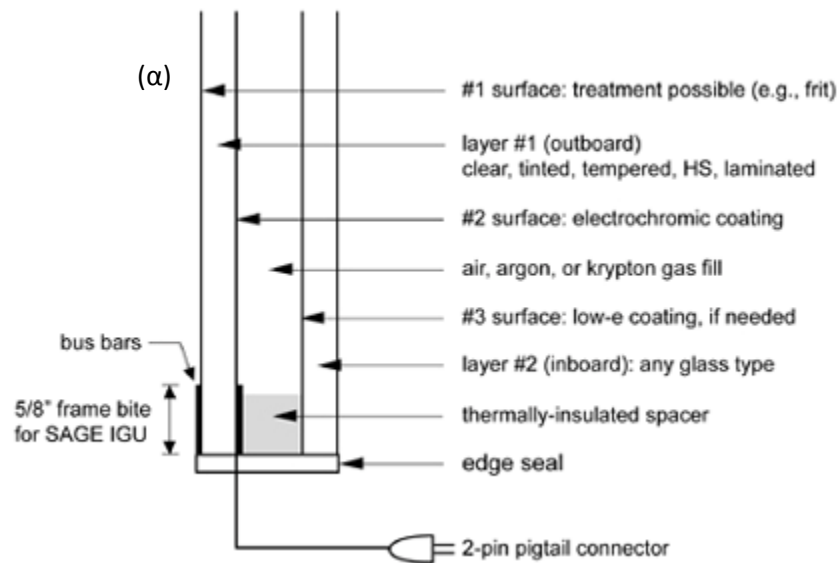 (α)
#1 surface: treatment possible (e.g., frit)
layer #1 (outboard)
clear, tinted, tempered, HS, laminated
#2 surface: electrochromic coating
air, argon, or krypton gas fill
#3 surface: low-e coating, if needed
bus bars
layer #2 (inboard): any glass type
5/8" frame bite
for SAGE IGU
thermally-insulated spacer
edge seal
2-pin pigtail connector